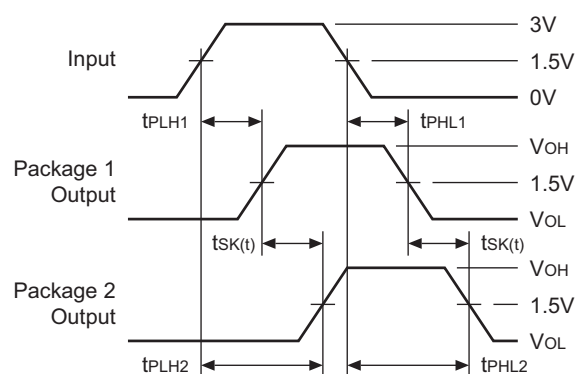 3V
Input 1.5V
0V
tPLH1 tPHL1
Package 1
Output
VOH
1.5V
VOL
tSK(t) tSK(t)
Package 2
Output
VOH
1.5V
VOL
tPLH2 tPHL2